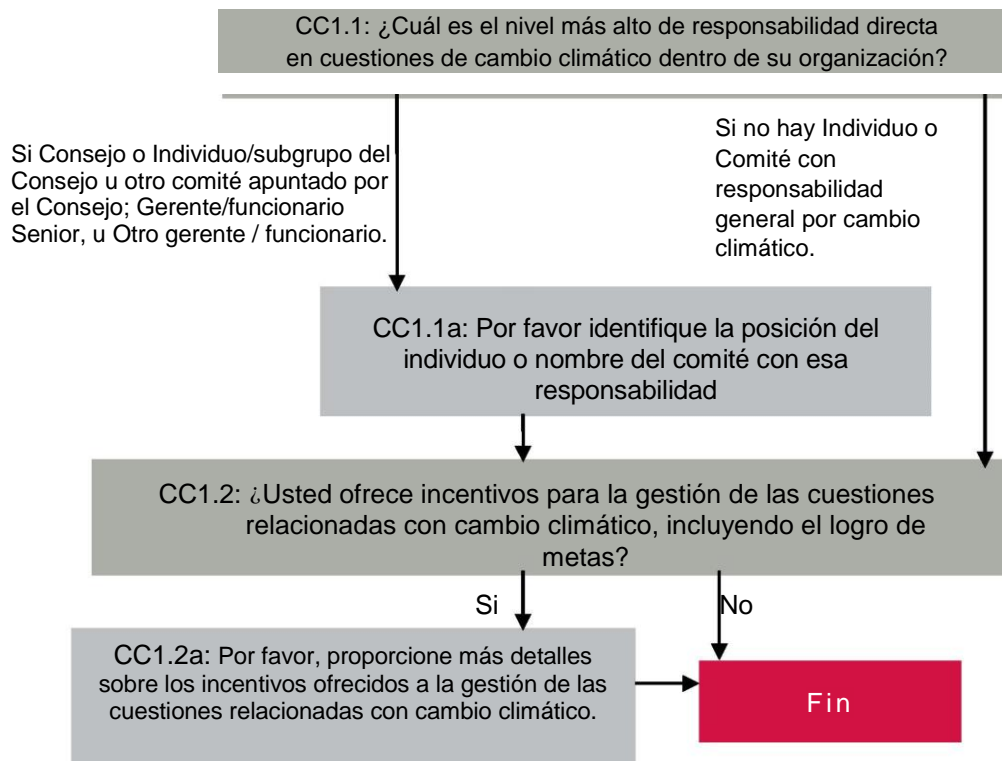 CC1.1: ¿Cuál es el nivel más alto de responsabilidad directa
en cuestiones de cambio climático dentro de su organización?
Si Consejo o Individuo/subgrupo del
Consejo u otro comité apuntado por
el Consejo; Gerente/funcionario
Senior, u Otro gerente / funcionario.
Si no hay Individuo o
Comité con
responsabilidad
general por cambio
climático.
CC1.1a: Por favor identifique la posición del
individuo o nombre del comité con esa
responsabilidad
CC1.2: ¿Usted ofrece incentivos para la gestión de las cuestiones
relacionadas con cambio climático, incluyendo el logro de
metas?
Si
No
CC1.2a: Por favor, proporcione más detalles
sobre los incentivos ofrecidos a la gestión de las
cuestiones relacionadas con cambio climático.
Fin